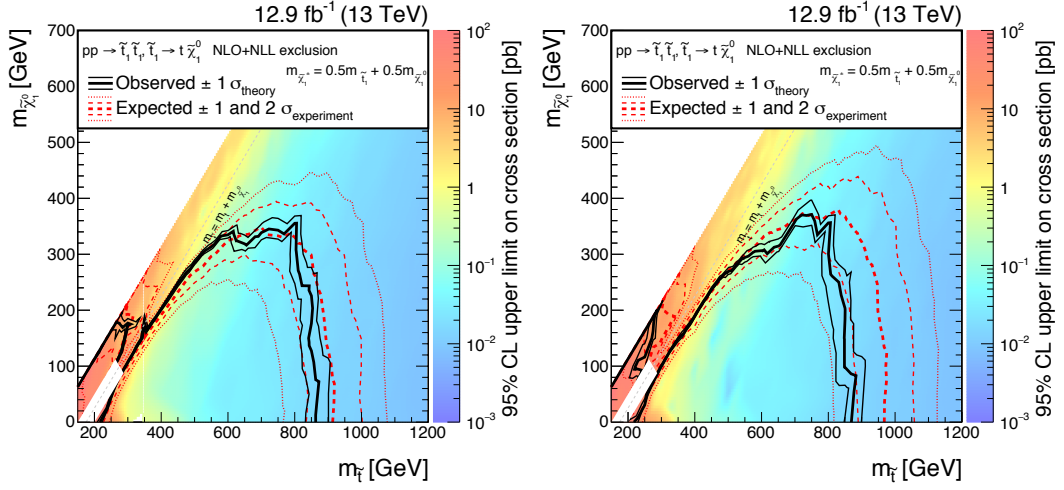 12.9 fb⁻¹ (13 TeV)
pp → t̃₁ t̃₁, t̃₁ → t χ̃₁⁰ NLO+NLL exclusion
m_χ̃₁⁺ = 0.5m_t̃₁ + 0.5m_χ̃₁⁰
Observed ± 1 σ_theory
Expected ± 1 and 2 σ_experiment
m_χ̃₁⁰ [GeV]
700
600
500
400
300
200
100
0
200 400 600 800 1000 1200
m_t̃ [GeV]
m_t̃ = m_t + m_χ̃₁⁰
10²
10
1
10⁻¹
10⁻²
10⁻³
95% CL upper limit on cross section [pb]
12.9 fb⁻¹ (13 TeV)
pp → t̃₁ t̃₁, t̃₁ → t χ̃₁⁰ NLO+NLL exclusion
m_χ̃₁⁺ = 0.5m_t̃₁ + 0.5m_χ̃₁⁰
Observed ± 1 σ_theory
Expected ± 1 and 2 σ_experiment
m_χ̃₁⁰ [GeV]
700
600
500
400
300
200
100
0
200 400 600 800 1000 1200
m_t̃ [GeV]
m_t̃ = m_t + m_χ̃₁⁰
10²
10
1
10⁻¹
10⁻²
10⁻³
95% CL upper limit on cross section [pb]